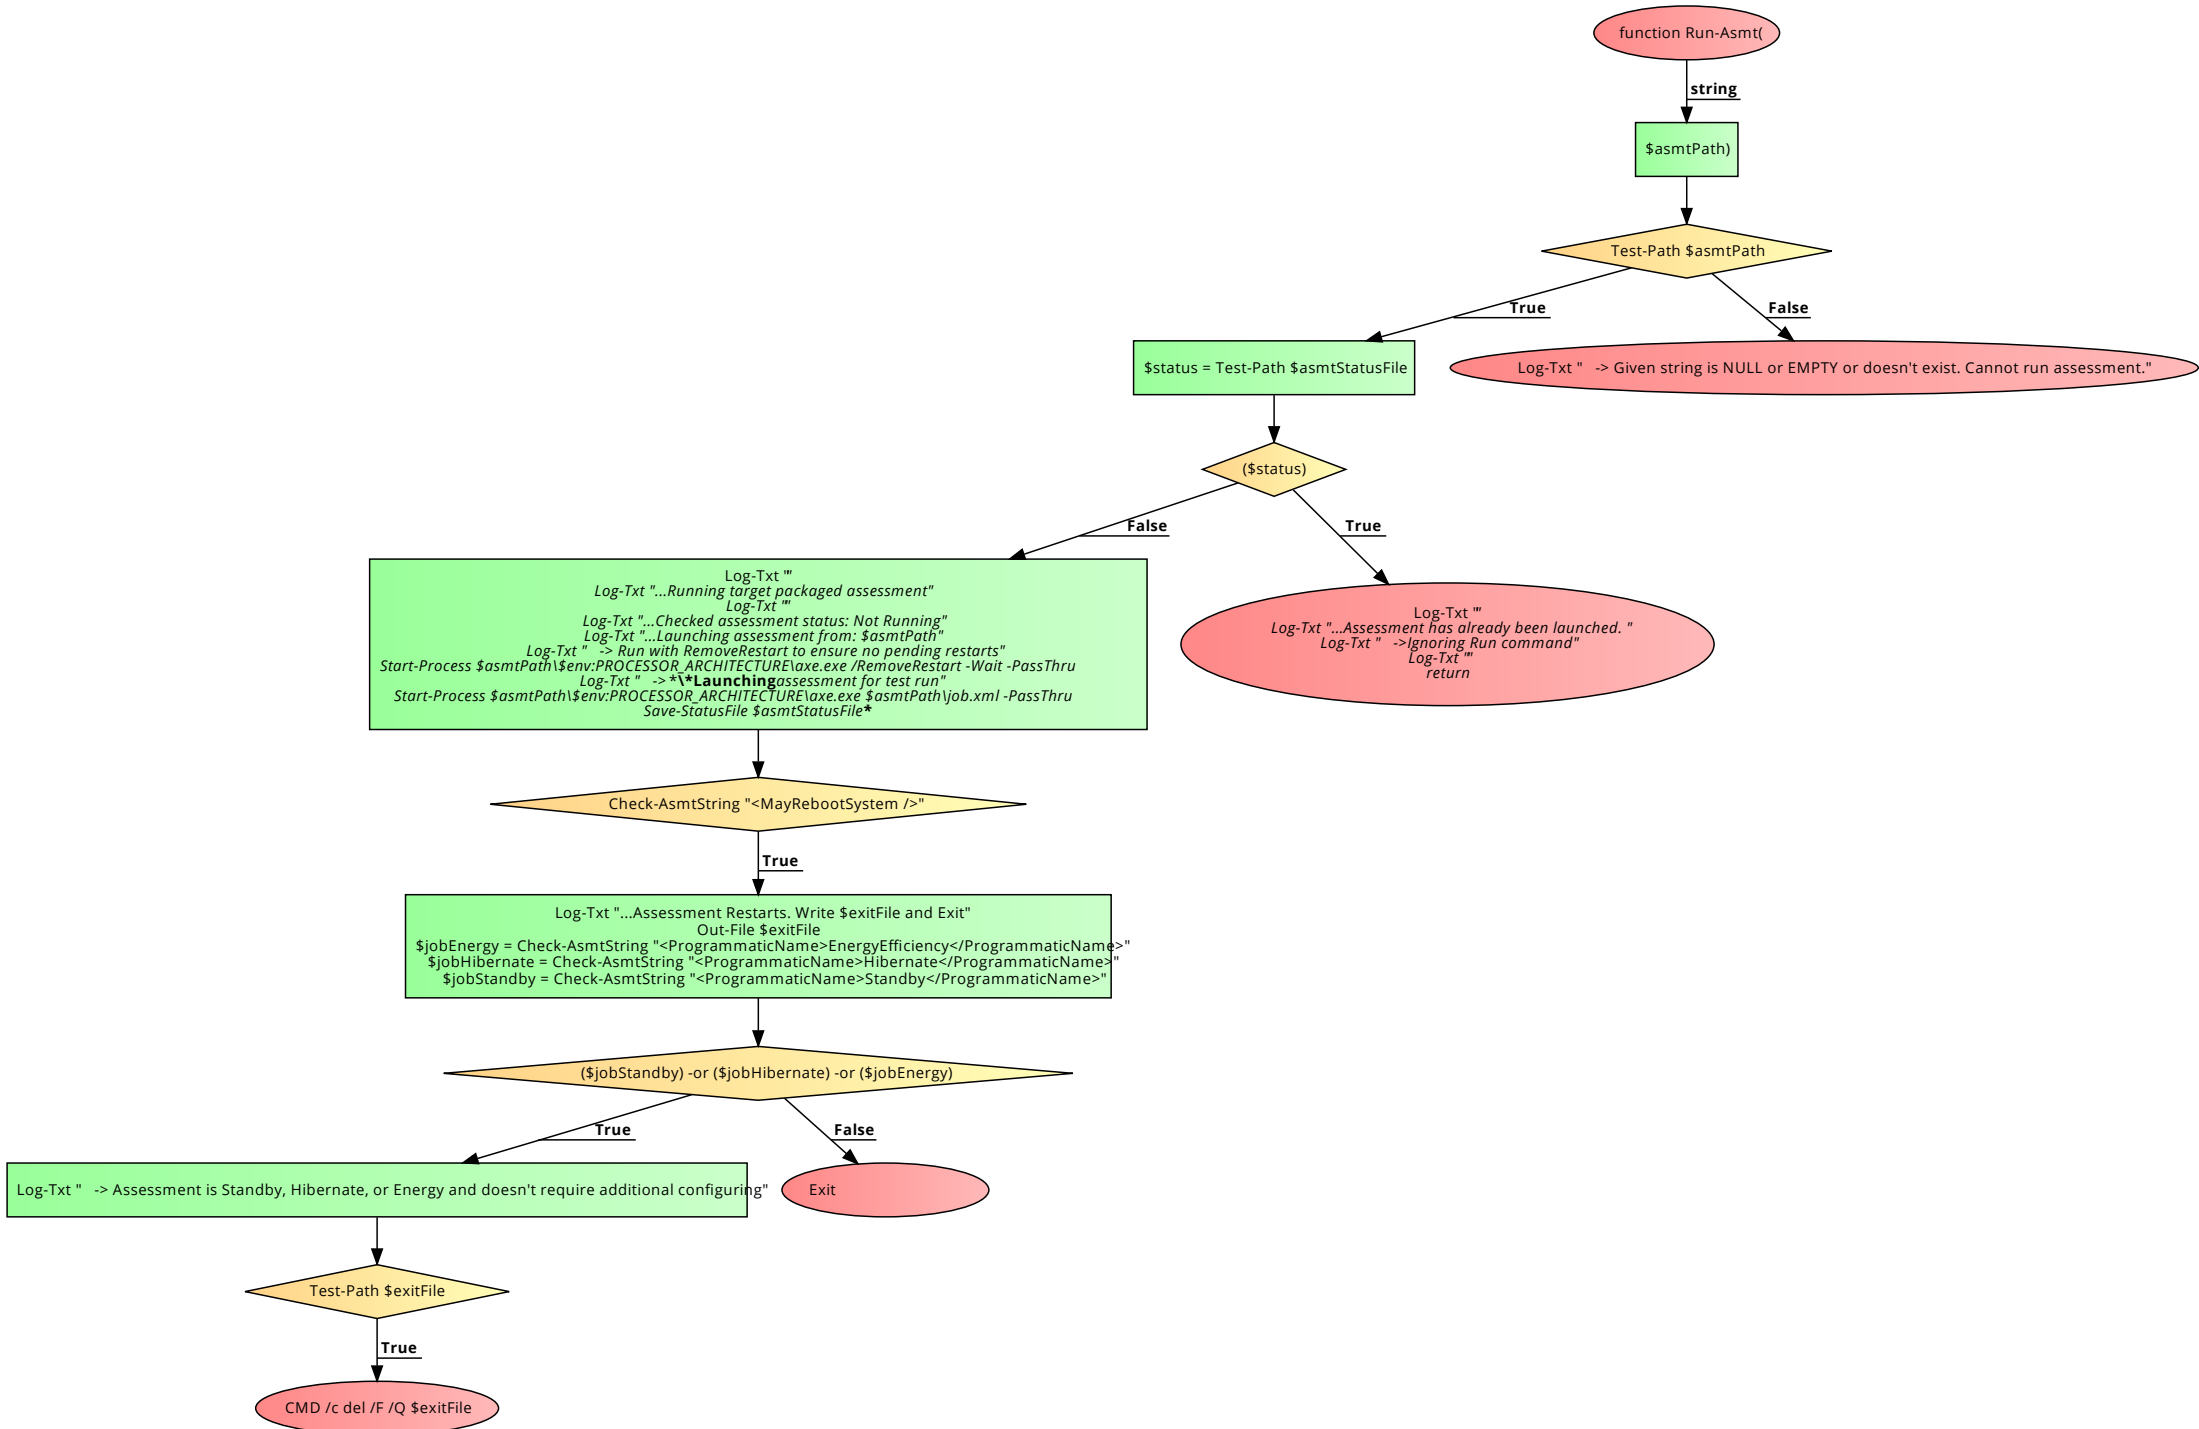 function Run-Asmt(
string
$asmtPath)
Test-Path $asmtPath
True
False
$status = Test-Path $asmtStatusFile
Log-Txt "   -> Given string is NULL or EMPTY or doesn't exist. Cannot run assessment."
($status)
False
True
Log-Txt ""
Log-Txt "...Running target packaged assessment"
Log-Txt ""
Log-Txt "...Checked assessment status: Not Running"
Log-Txt "...Launching assessment from: $asmtPath"
Log-Txt "   -> Run with RemoveRestart to ensure no pending restarts"
Start-Process $asmtPath\$env:PROCESSOR_ARCHITECTURE\axe.exe /RemoveRestart -Wait -PassThru
Log-Txt "   -> *\*Launchingassessment for test run"
Start-Process $asmtPath\$env:PROCESSOR_ARCHITECTURE\axe.exe $asmtPath\job.xml -PassThru
Save-StatusFile $asmtStatusFile*
Log-Txt ""
Log-Txt "...Assessment has already been launched. "
Log-Txt "   ->Ignoring Run command"
Log-Txt ""
return
Check-AsmtString "<MayRebootSystem />"
True
Log-Txt "...Assessment Restarts. Write $exitFile and Exit"
Out-File $exitFile
$jobEnergy = Check-AsmtString "<ProgrammaticName>EnergyEfficiency</ProgrammaticName>"
$jobHibernate = Check-AsmtString "<ProgrammaticName>Hibernate</ProgrammaticName>"
$jobStandby = Check-AsmtString "<ProgrammaticName>Standby</ProgrammaticName>"
($jobStandby) -or ($jobHibernate) -or ($jobEnergy)
True
False
Log-Txt "   -> Assessment is Standby, Hibernate, or Energy and doesn't require additional configuring"
Exit
Test-Path $exitFile
True
CMD /c del /F /Q $exitFile